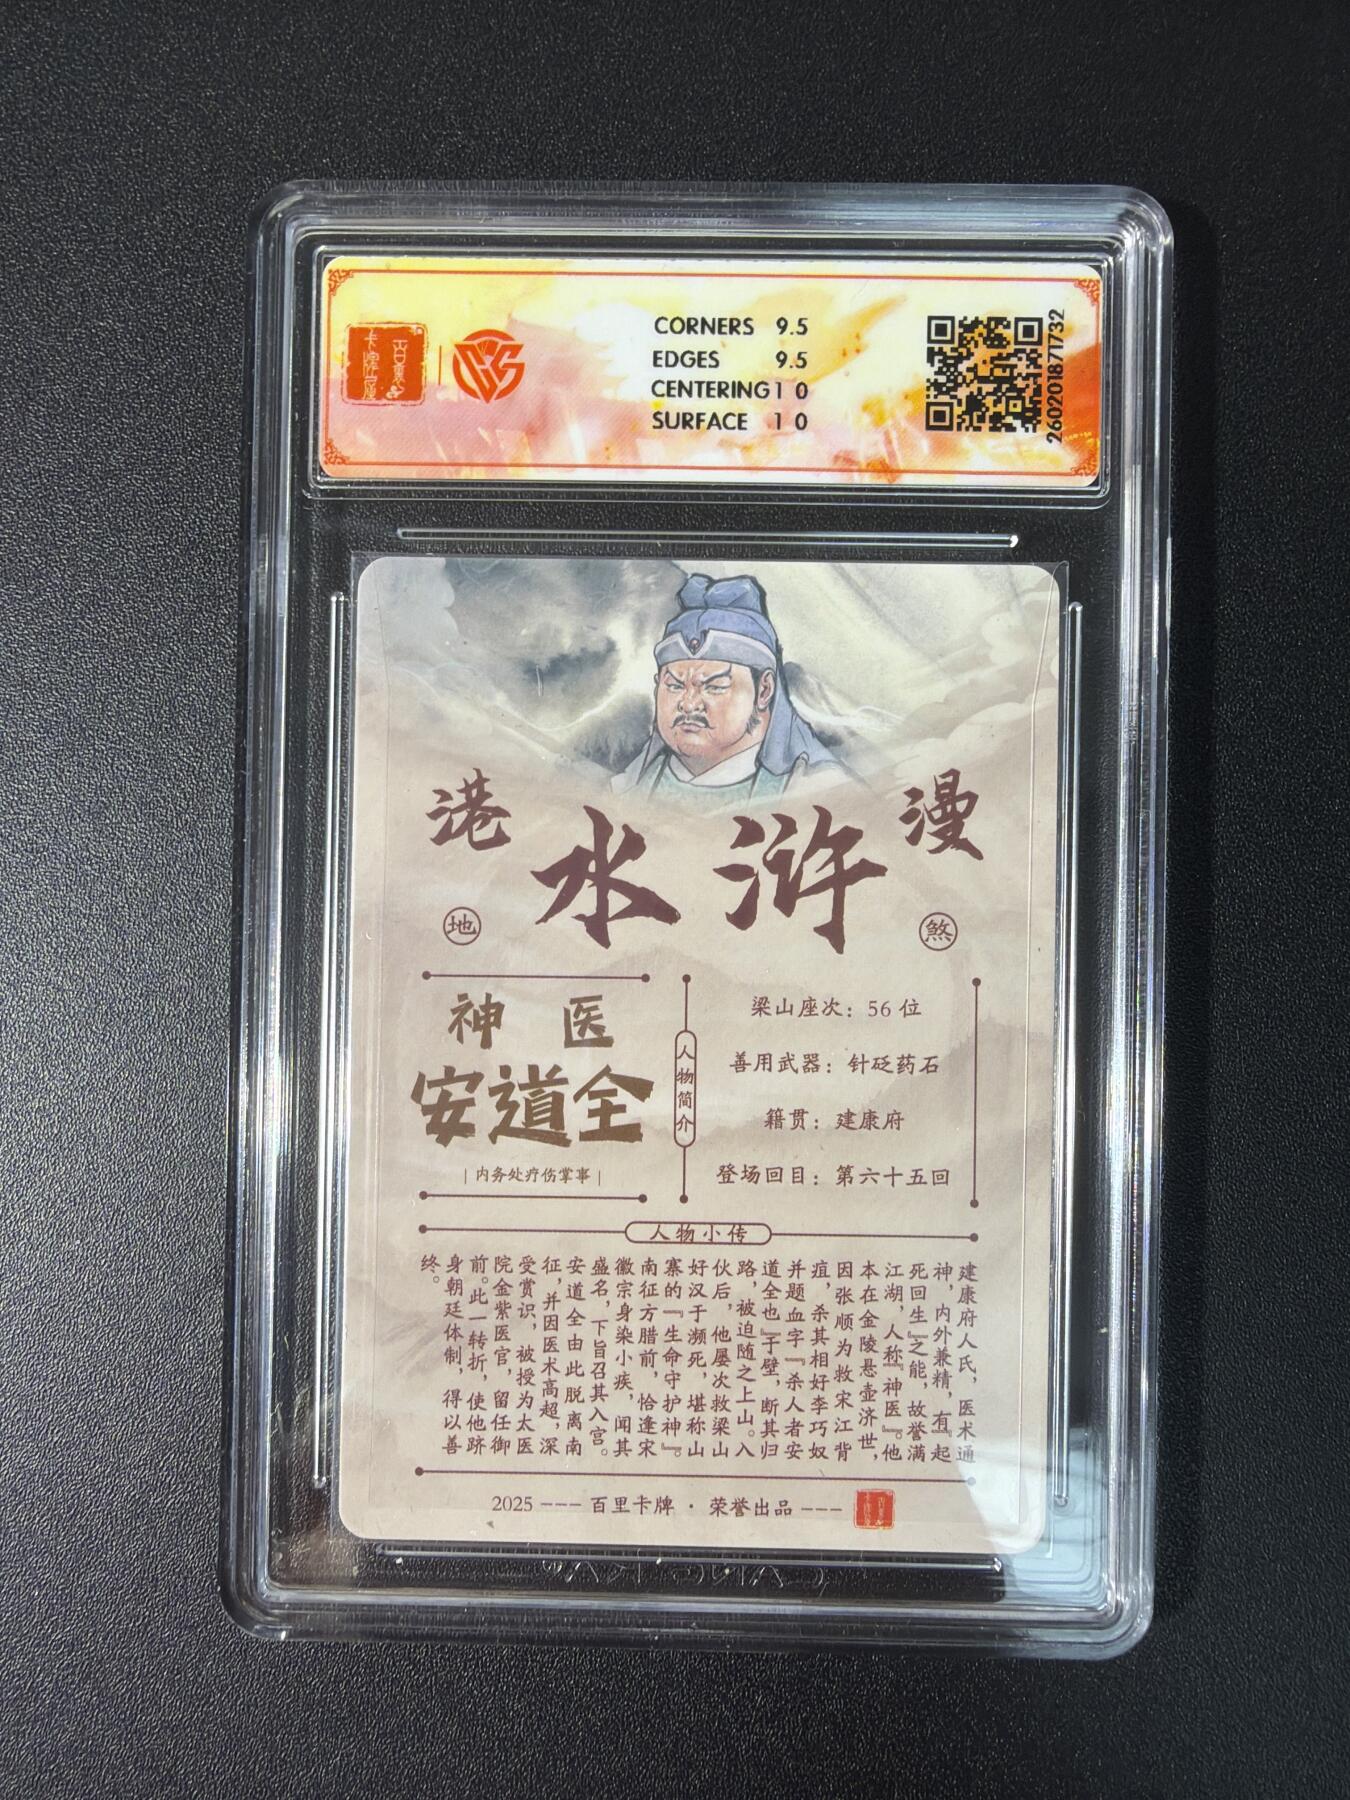 百里
卡牌屋
CORNERS 9.5
EDGES 9.5
CENTERING 10
SURFACE 10
260201871732
港 水浒 漫
地 煞
神医
安道全
| 内务处疗伤掌事 |
人物简介
梁山座次：56 位
善用武器：针砭药石
籍贯：建康府
登场回目：第六十五回
人物小传
建康府人氏，医术通
神，内外兼精，有『起
死回生』之能，故誉满
江湖，人称『神医』。他
本在金陵悬壶济世，
因张顺为救宋江背
疽，杀其相好李巧奴
并题血字『杀人者安
道全也』于壁，断其归
路，被迫随之上山。入
伙后，他屡次救梁山
好汉于濒死，堪称山
寨的『生命守护神』。
南征方腊前，恰逢宋
徽宗身染小疾，闻其
盛名，下旨召其入宫。
安道全由此脱离南
征，并因医术高超，深
受赏识，被授为太医
院金紫医官，留任御
前。此一转折，使他跻
身朝廷体制，得以善
终。
2025 --- 百里卡牌 · 荣誉出品 ---